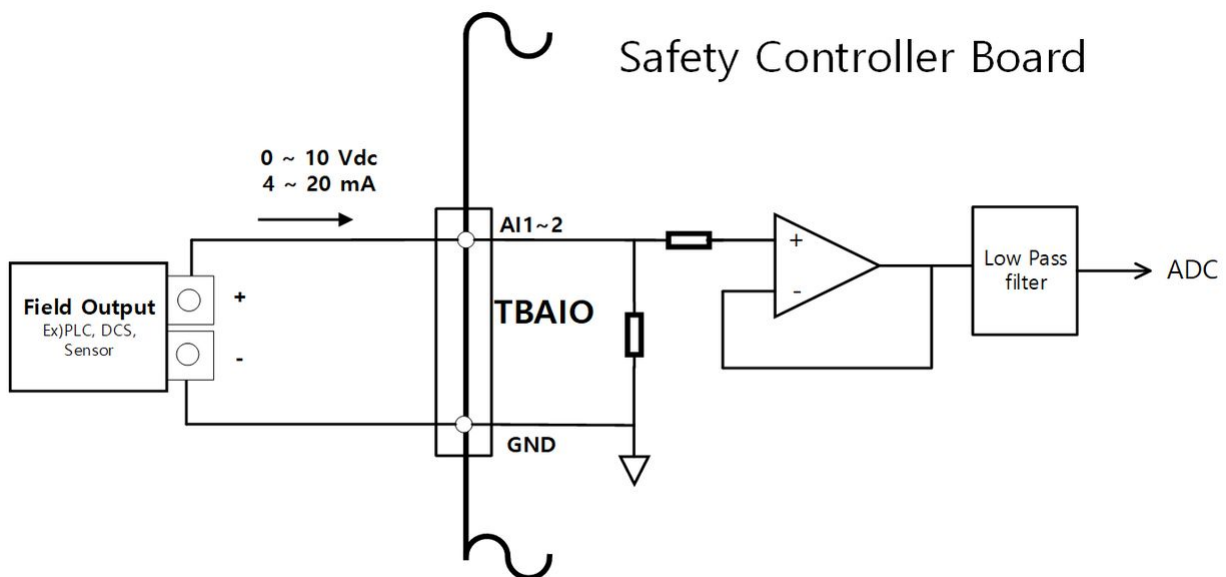 Safety Controller Board
0 ~ 10 Vdc
4 ~ 20 mA
AI1~2
Field Output
Ex)PLC, DCS,
Sensor
+
-
TBAIO
GND
+
-
Low Pass
filter
ADC